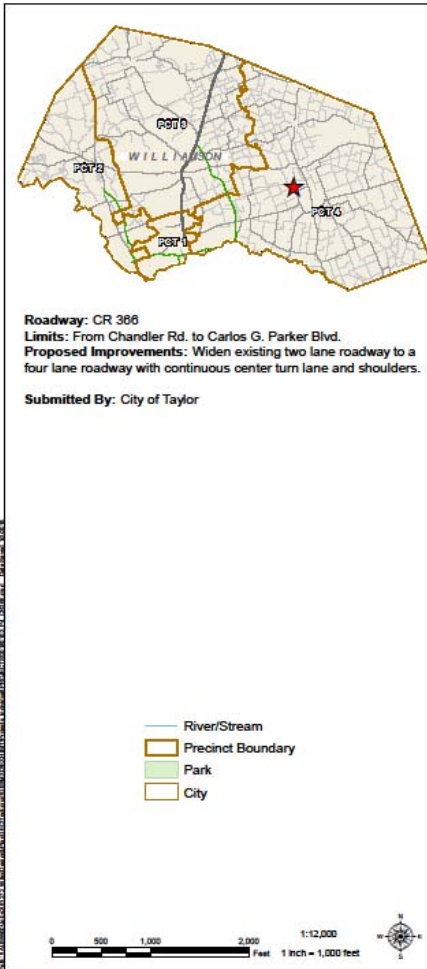 PCT 3
WILLIAMSON
PCT 2
PCT 4
PCT 1
Roadway: CR 366
Limits: From Chandler Rd. to Carlos G. Parker Blvd.
Proposed Improvements: Widen existing two lane roadway to a
four lane roadway with continuous center turn lane and shoulders.
Submitted By: City of Taylor
River/Stream
Precinct Boundary
Park
City
0 500 1,000 2,000
Feet
1:12,000
1 inch = 1,000 feet
N
W E
S